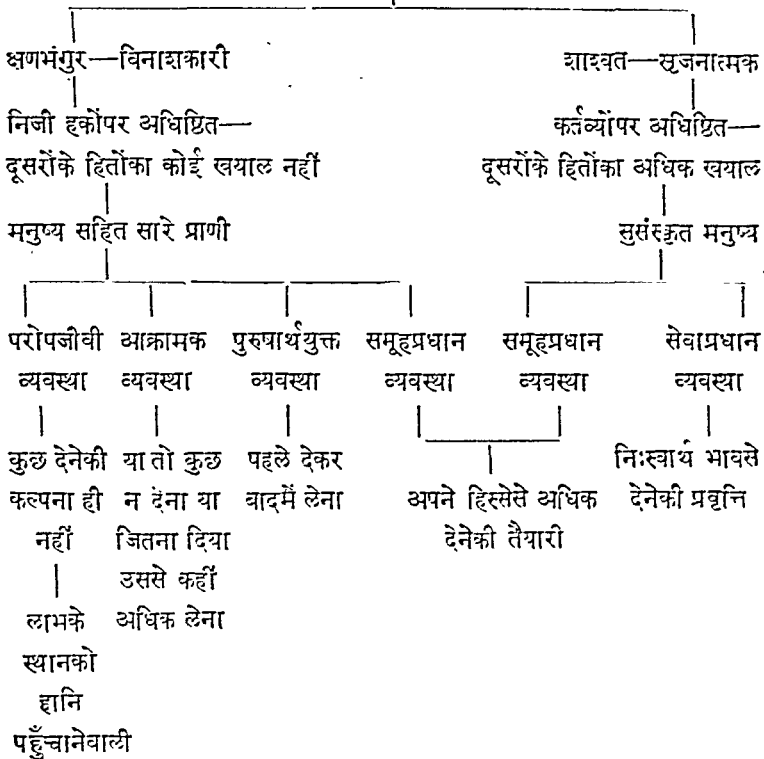 क्षणभंगुर—विनाशकारी
शाश्वत—सृजनात्मक
निजी हकोंपर अधिष्ठित—
दूसरोंके हितोंका कोई खयाल नहीं
कर्तव्योंपर अधिष्ठित—
दूसरोंके हितोंका अधिक खयाल
मनुष्य सहित सारे प्राणी
सुसंस्कृत मनुष्य
परोपजीवी
व्यवस्था
आक्रामक
व्यवस्था
पुरुषार्थयुक्त
व्यवस्था
समूहप्रधान
व्यवस्था
समूहप्रधान
व्यवस्था
सेवाप्रधान
व्यवस्था
कुछ देनेकी
कल्पना ही
नहीं
या तो कुछ
न देना या
जितना दिया
उससे कहीं
अधिक लेना
पहले देकर
बादमें लेना
अपने हिस्सेसे अधिक
देनेकी तैयारी
निःस्वार्थ भावसे
देनेकी प्रवृत्ति
लाभके
स्थानको
हानि
पहुँचानेवाली